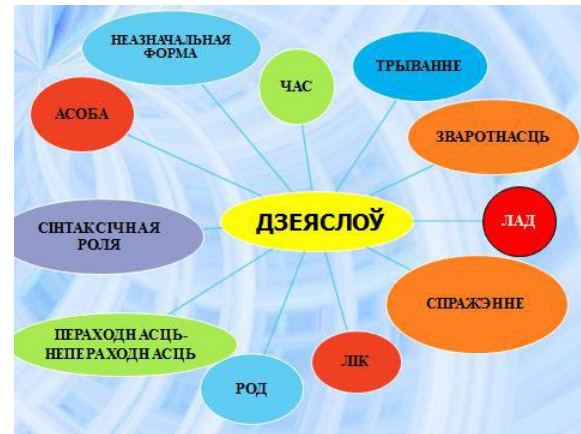 НЕАЗНАЧАЛЬНАЯ
ФОРМА
ЧАС
ТРЫВАННЕ
АСОБА
ЗВАРОТНАСЦЬ
СІНТАКСІЧНАЯ
РОЛЯ
ДЗЕЯСЛОЎ
ЛАД
СПРАЖЭННЕ
ПЕРАХОДНАСЦЬ-
НЕПЕРАХОДНАСЦЬ
РОД
ЛІК